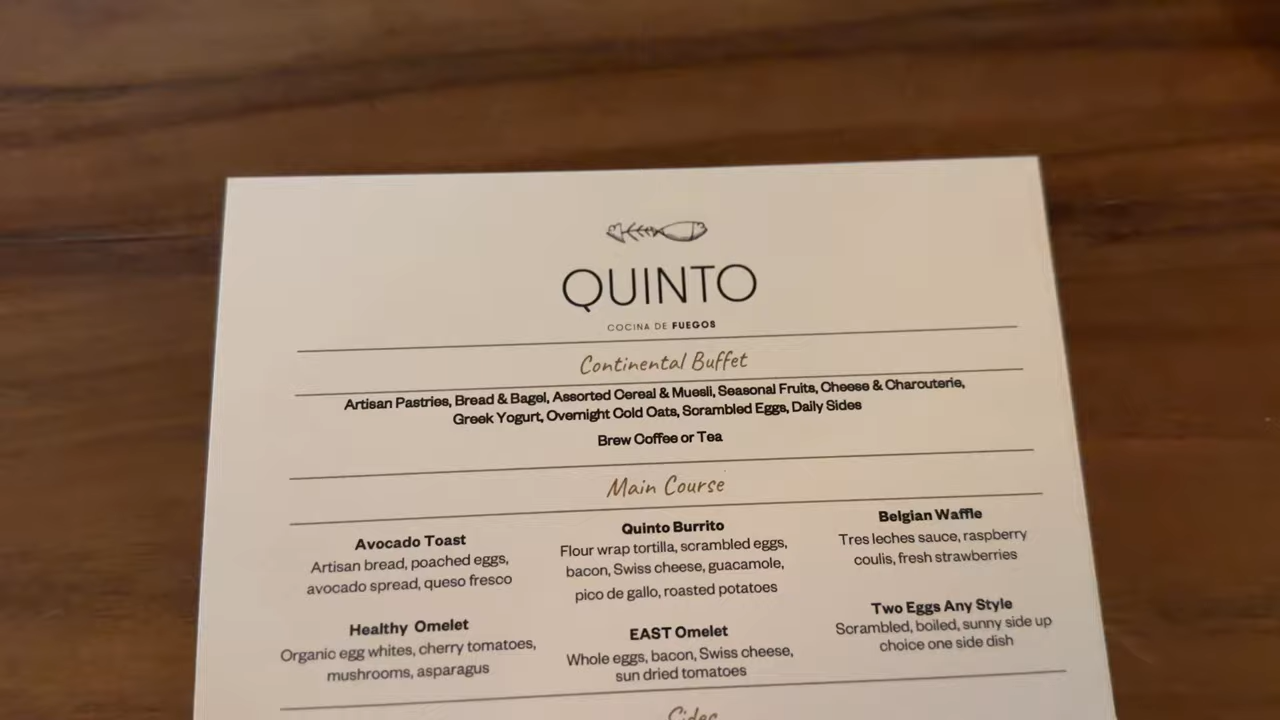 QUINTO
COCINA DE FUEGOS
Continental Buffet
Artisan Pastries, Bread & Bagel, Assorted Cereal & Muesli, Seasonal Fruits, Cheese & Charcuterie,
Greek Yogurt, Overnight Cold Oats, Scrambled Eggs, Daily Sides
Brew Coffee or Tea
Main Course
Avocado Toast
Artisan bread, poached eggs,
avocado spread, queso fresco
Healthy Omelet
Organic egg whites, cherry tomatoes,
mushrooms, asparagus
Quinto Burrito
Flour wrap tortilla, scrambled eggs,
bacon, Swiss cheese, guacamole,
pico de gallo, roasted potatoes
EAST Omelet
Whole eggs, bacon, Swiss cheese,
sun dried tomatoes
Belgian Waffle
Tres leches sauce, raspberry
coulis, fresh strawberries
Two Eggs Any Style
Scrambled, boiled, sunny side up
choice one side dish
Sides